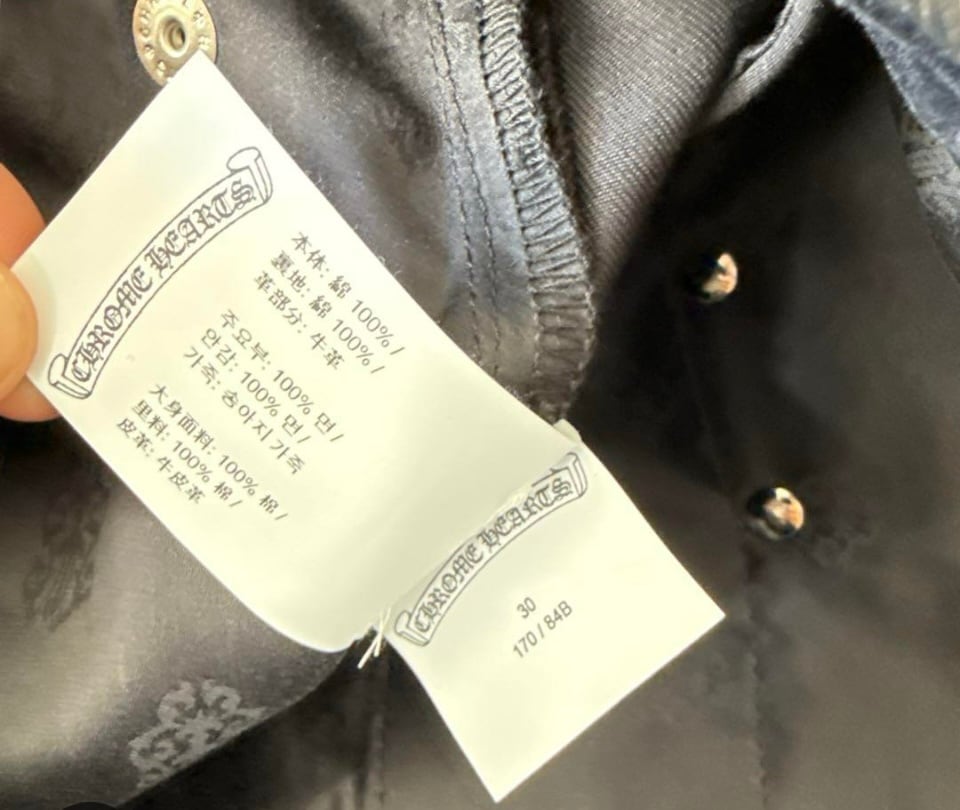 CHROME HEARTS
本体: 綿 100% /
裏地: 綿 100% /
革部分: 牛革
주요부: 100% 면 /
안감: 100% 면 /
가죽: 송아지 가죽
大身面料: 100% 棉 /
里料: 100% 棉 /
皮革: 牛皮革
CHROME HEARTS
30
170 / 84B